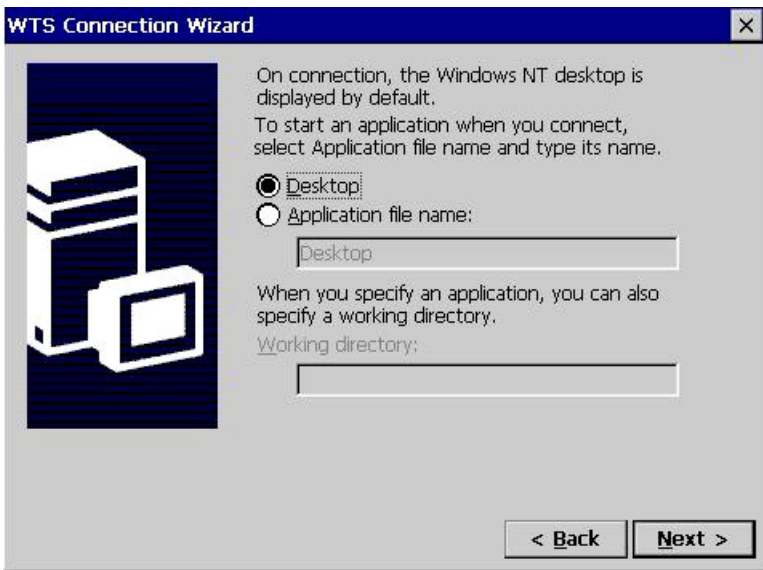 WTS Connection Wizard
On connection, the Windows NT desktop is
displayed by default.
To start an application when you connect,
select Application file name and type its name.
Desktop
Application file name:
Desktop
When you specify an application, you can also
specify a working directory.
Working directory:
< Back
Next >